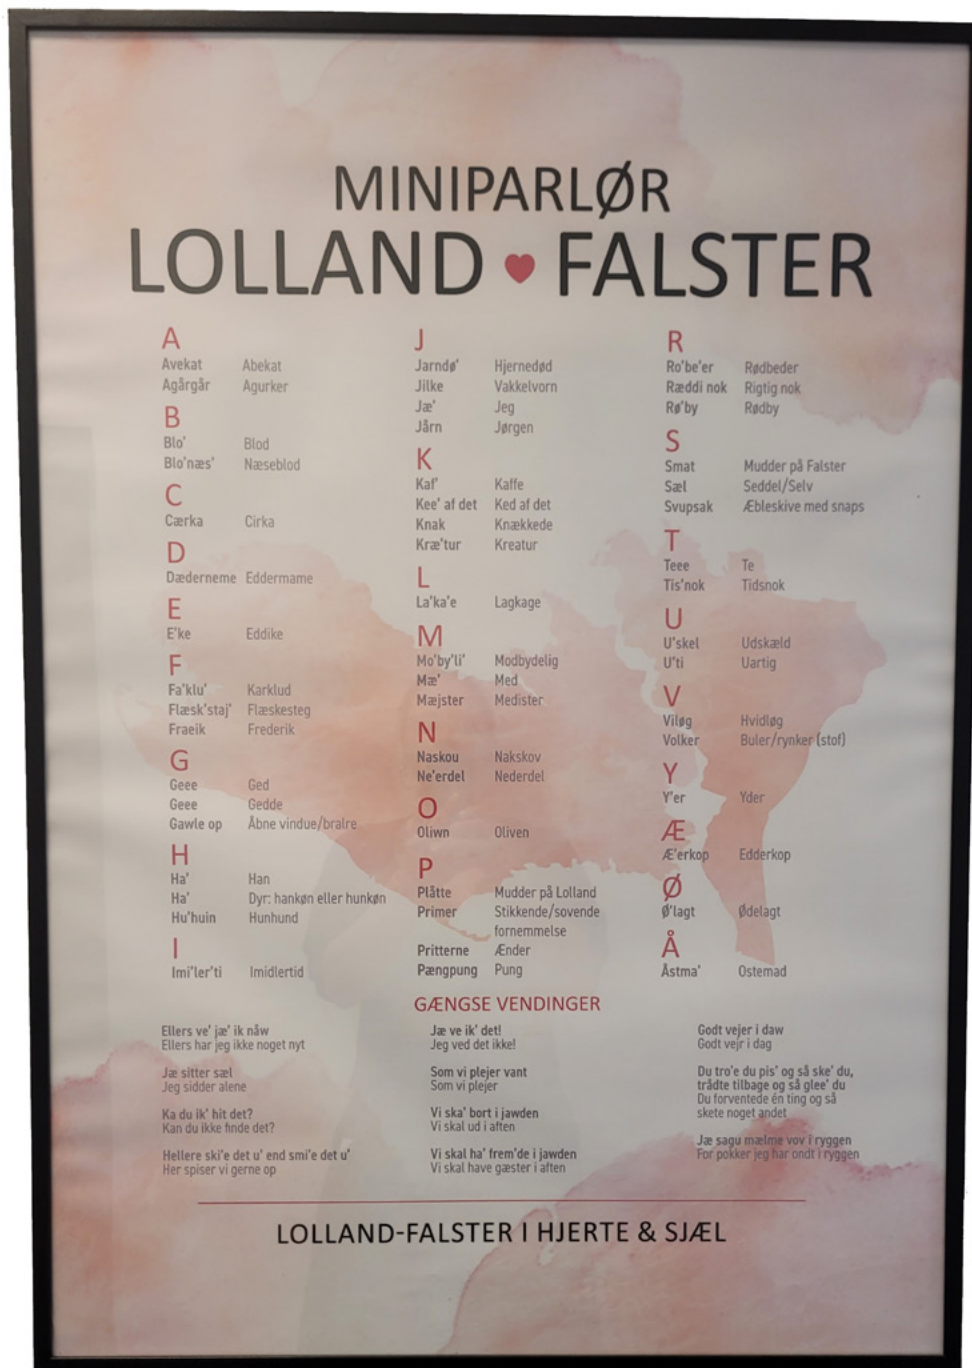 MINIPARLØR
LOLLAND ♥ FALSTER
A
Avekat Abekat
Agårgår Agurker
B
Blo' Blod
Blo'næs' Næseblod
C
Cærka Cirka
D
Dæderneme Eddermame
E
E'ke Eddike
F
Fa'klu' Karklud
Flæsk'staj' Flæskesteg
Fraeik Frederik
G
Geee Ged
Geee Gedde
Gawle op Åbne vindue/bralre
H
Ha' Han
Ha' Dyr: hankøn eller hunkøn
Hu'huin Hunhund
I
Imi'ler'ti Imidlertid
J
Jarndø' Hjernedød
Jilke Vakkelvorn
Jæ' Jeg
Jårn Jørgen
K
Kaf' Kaffe
Kee' af det Ked af det
Knak Knækkede
Kræ'tur Kreatur
L
La'ka'e Lagkage
M
Mo'by'li' Modbydelig
Mæ' Med
Mæjster Medister
N
Naskou Nakskov
Ne'erdel Nederdel
O
Oliwn Oliven
P
Plåtte Mudder på Lolland
Primer Stikkende/sovende
fornemmelse
Pritterne Ænder
Pængpung Pung
R
Ro'be'er Rødbeder
Ræddi nok Rigtig nok
Rø'by Rødby
S
Smat Mudder på Falster
Sæl Seddel/Selv
Svupsak Æbleskive med snaps
T
Teee Te
Tis'nok Tidsnok
U
U'skel Udskæld
U'ti Uartig
V
Viløg Hvidløg
Volker Buler/rynker (stof)
Y
Y'er Yder
Æ
Æ'erkop Edderkop
Ø
Ø'lagt Ødelagt
Å
Åstma' Ostemad
GÆNGSE VENDINGER
Ellers ve' jæ' ik nåw
Ellers har jeg ikke noget nyt
Jæ sitter sæl
Jeg sidder alene
Ka du ik' hit det?
Kan du ikke finde det?
Hellere ski'e det u' end smi'e det u'
Her spiser vi gerne op
Jæ ve ik' det!
Jeg ved det ikke!
Som vi plejer vant
Som vi plejer
Vi ska' bort i jawden
Vi skal ud i aften
Vi skal ha' frem'de i jawden
Vi skal have gæster i aften
Godt vejer i daw
Godt vejr i dag
Du tro'e du pis' og så ske' du,
trådte tilbage og så glee' du
Du forventede én ting og så
skete noget andet
Jæ sagu mælme vov i ryggen
For pokker jeg har ondt i ryggen
LOLLAND-FALSTER I HJERTE & SJÆL